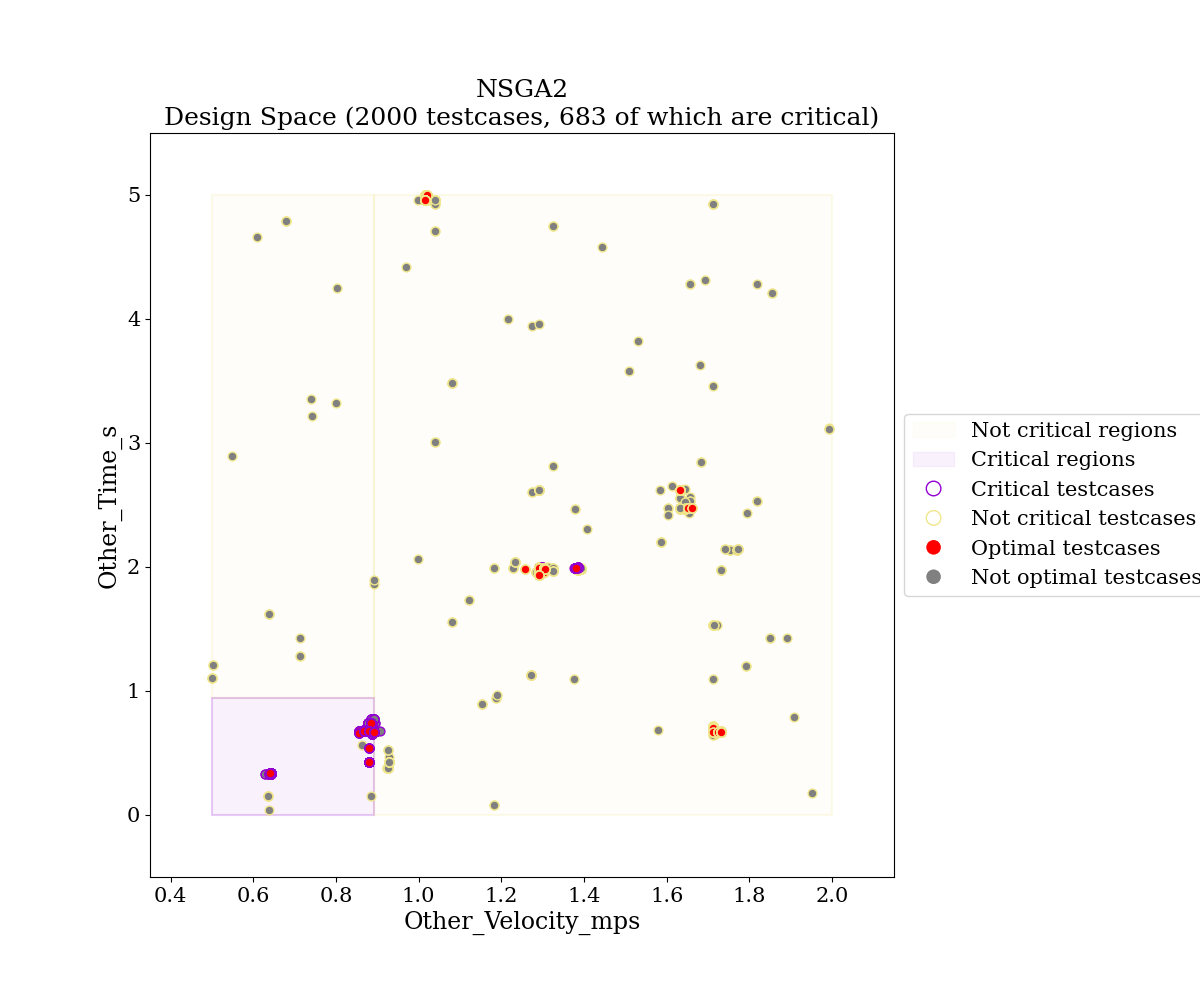 NSGA2
Design Space (2000 testcases, 683 of which are critical)
Other_Time_s
5
4
3
2
1
0
0.4 0.6 0.8 1.0 1.2 1.4 1.6 1.8 2.0
Other_Velocity_mps
Not critical regions
Critical regions
Critical testcases
Not critical testcases
Optimal testcases
Not optimal testcases